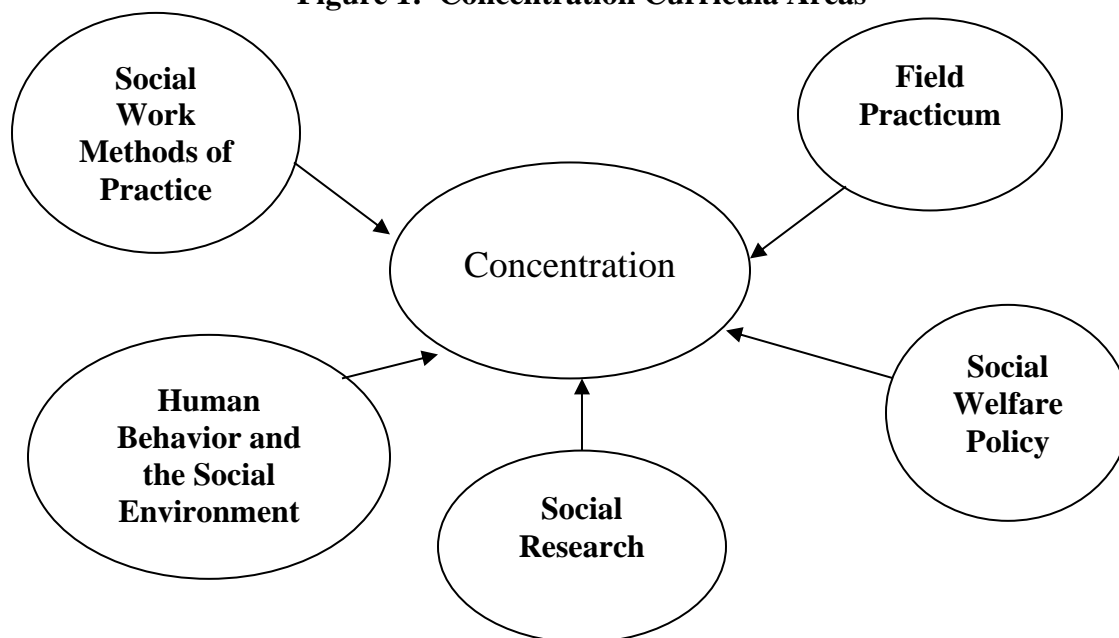 Figure 1:  Concentration Curricula Areas
Social
Work
Methods of
Practice
Field
Practicum
Concentration
Human
Behavior and
the Social
Environment
Social
Research
Social
Welfare
Policy